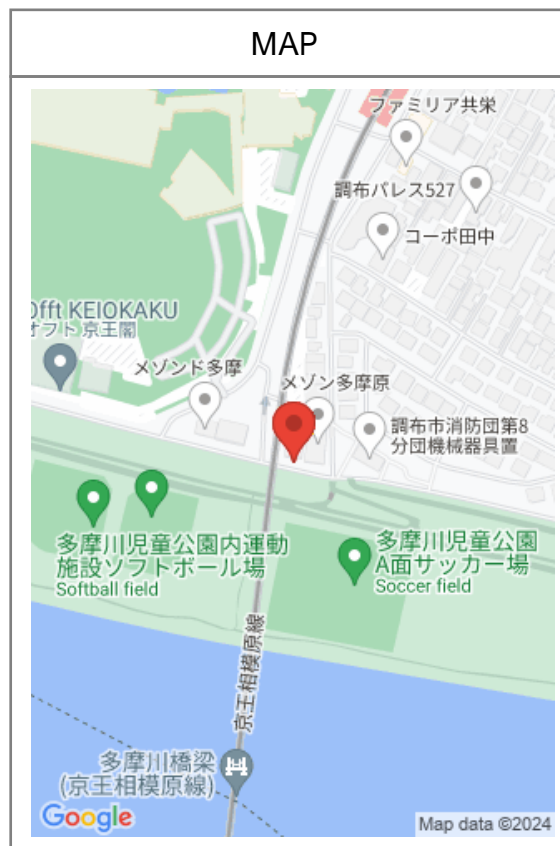 MAP
ファミリア共栄
調布パレス527
コーポ田中
Offt KEIOKAKU
オフト 京王閣
メゾンド多摩
メゾン多摩原
調布市消防団第8
分団機械器具置
多摩川児童公園内運動
施設ソフトボール場
Softball field
多摩川児童公園
A面サッカー場
Soccer field
京王相模原線
多摩川橋梁
(京王相模原線)
Google
Map data ©2024